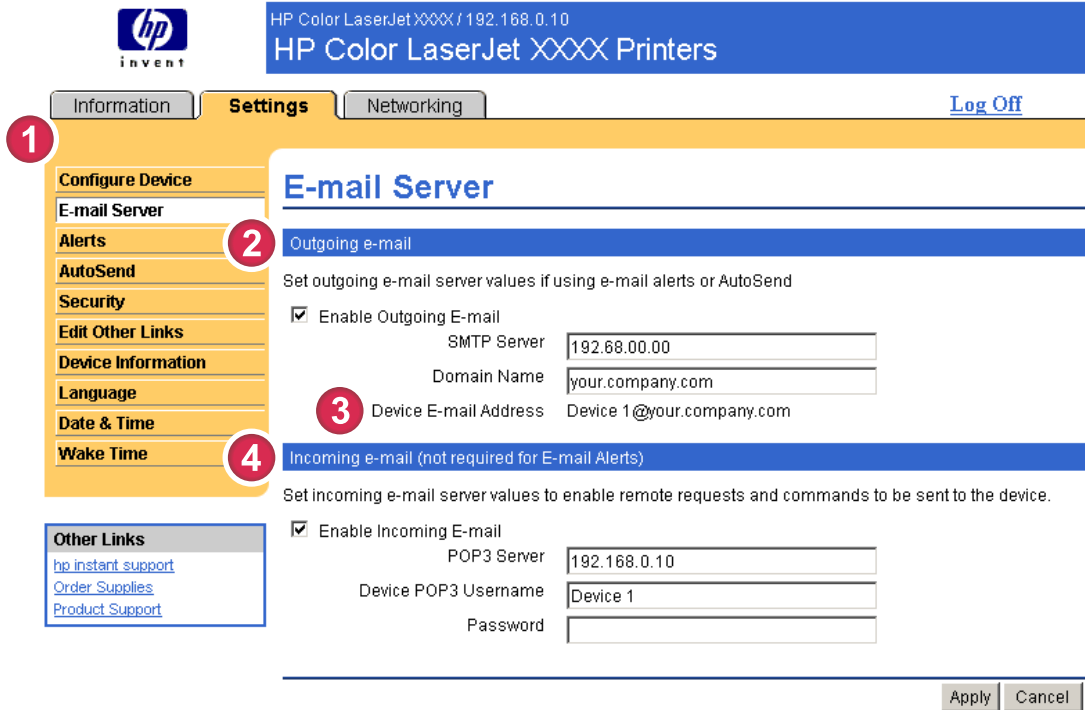 hp
invent
HP Color LaserJet XXXX / 192.168.0.10
HP Color LaserJet XXXX Printers
Information
Settings
Networking
Log Off
1
Configure Device
E-mail Server
Alerts
AutoSend
Security
Edit Other Links
Device Information
Language
Date & Time
Wake Time
Other Links
hp instant support
Order Supplies
Product Support
E-mail Server
2
Outgoing e-mail
Set outgoing e-mail server values if using e-mail alerts or AutoSend
Enable Outgoing E-mail
SMTP Server 192.68.00.00
Domain Name your.company.com
3
Device E-mail Address Device 1@your.company.com
4
Incoming e-mail (not required for E-mail Alerts)
Set incoming e-mail server values to enable remote requests and commands to be sent to the device.
Enable Incoming E-mail
POP3 Server 192.168.0.10
Device POP3 Username Device 1
Password
Apply Cancel